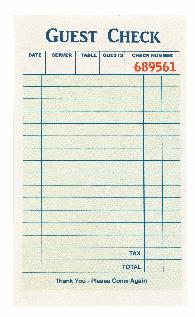 GUEST CHECK
DATE SERVER TABLE GUESTS CHECK NUMBER
689561
TAX
TOTAL
Thank You - Please Come Again